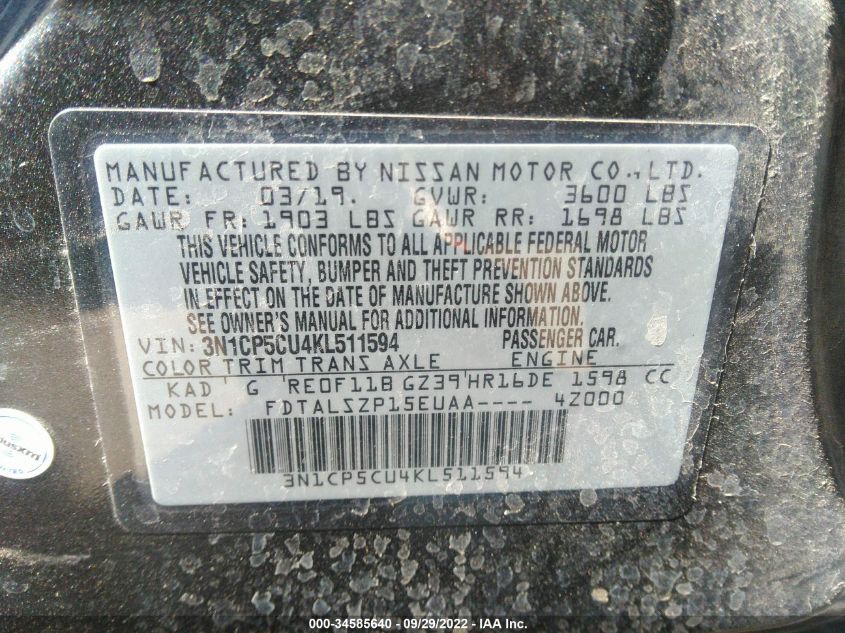 MANUFACTURED BY NISSAN MOTOR CO.,LTD.
DATE: 03/19. GVWR: 3600 LBS
GAWR FR: 1903 LBS GAWR RR: 1698 LBS
THIS VEHICLE CONFORMS TO ALL APPLICABLE FEDERAL MOTOR
VEHICLE SAFETY, BUMPER AND THEFT PREVENTION STANDARDS
IN EFFECT ON THE DATE OF MANUFACTURE SHOWN ABOVE.
SEE OWNER'S MANUAL FOR ADDITIONAL INFORMATION.
VIN: 3N1CP5CU4KL511594 PASSENGER CAR.
COLOR TRIM TRANS AXLE ENGINE
KAD ' G 'RE0F11B GZ39'HR16DE 1598 CC
MODEL: FDTALSZP15EUAA---- 4Z000
3N1CP5CU4KL511594
siriusxm
000-34585640 - 09/29/2022 - IAA Inc.